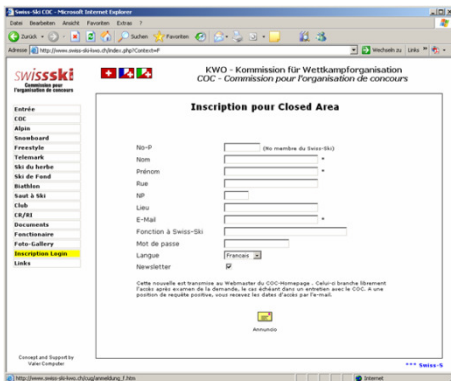 Swiss-Ski COC - Microsoft Internet Explorer
Datei Bearbeiten Ansicht Favoriten Extras ?
Zurück Suchen Favoriten
Adresse http://www.swiss-ski-kwo.ch/index.php?Context=F Wechseln zu Links
swissski
Commission pour
l'organisation de concours
KWO - Kommission für Wettkampforganisation
COC - Commission pour l'organisation de concours
Entrée
COC
Alpin
Snowboard
Freestyle
Telemark
Ski du herbe
Ski de Fond
Biathlon
Saut à Ski
Club
CR/RI
Documents
Fonctionaire
Foto-Gallery
Inscription Login
Links
Inscription pour Closed Area
No-P (No membre du Swiss-Ski)
Nom *
Prénom *
Rue
NP
Lieu
E-Mail *
Fonction à Swiss-Ski
Mot de passe
Langue Francais
Newsletter
Cette nouvelle est transmise au Webmaster du COC-Homepage . Celui-ci branche librement
l'accès après examen de la demande, le cas échéant dans un entretien avec le COC. A une
position de requête positive, vous recevez les dates d'accès par l'e-mail.
Annuncio
Concept and Support by
Valei Computer
*** Swiss-S
http://www.swiss-ski-kwo.ch/cug/anmeldung_f.htm Internet